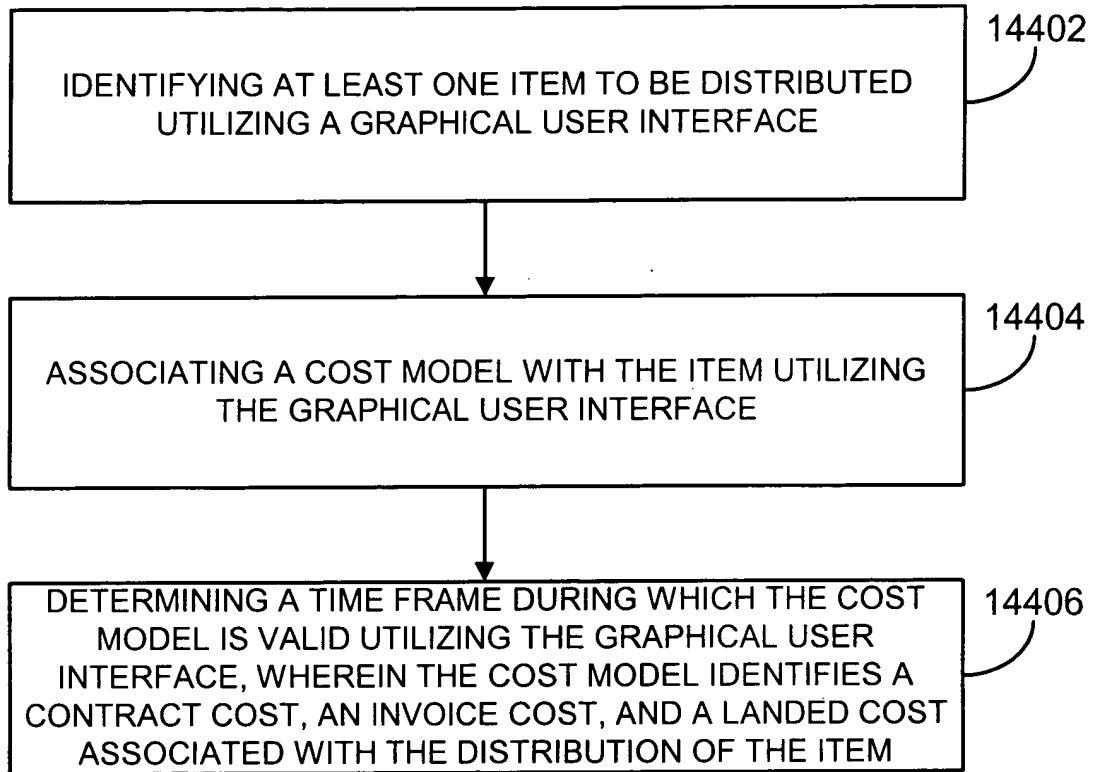 14402
IDENTIFYING AT LEAST ONE ITEM TO BE DISTRIBUTED
UTILIZING A GRAPHICAL USER INTERFACE
14404
ASSOCIATING A COST MODEL WITH THE ITEM UTILIZING
THE GRAPHICAL USER INTERFACE
14406
DETERMINING A TIME FRAME DURING WHICH THE COST
MODEL IS VALID UTILIZING THE GRAPHICAL USER
INTERFACE, WHEREIN THE COST MODEL IDENTIFIES A
CONTRACT COST, AN INVOICE COST, AND A LANDED COST
ASSOCIATED WITH THE DISTRIBUTION OF THE ITEM